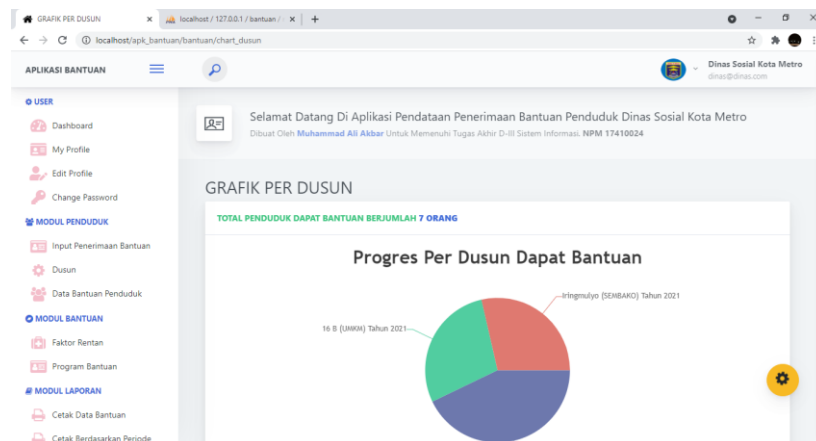 GRAFIK PER DUSUN
localhost / 127.0.0.1 / bantuan /
localhost/apk_bantuan/bantuan/chart_dusun
APLIKASI BANTUAN
Dinas Sosial Kota Metro
dinas@dinas.com
USER
Dashboard
My Profile
Edit Profile
Change Password
MODUL PENDUDUK
Input Penerimaan Bantuan
Dusun
Data Bantuan Penduduk
MODUL BANTUAN
Faktor Rentan
Program Bantuan
MODUL LAPORAN
Cetak Data Bantuan
Cetak Berdasarkan Periode
Selamat Datang Di Aplikasi Pendataan Penerimaan Bantuan Penduduk Dinas Sosial Kota Metro
Dibuat Oleh Muhammad Ali Akbar Untuk Memenuhi Tugas Akhir D-III Sistem Informasi. NPM 17410024
GRAFIK PER DUSUN
TOTAL PENDUDUK DAPAT BANTUAN BERJUMLAH 7 ORANG
Progres Per Dusun Dapat Bantuan
Iringmulyo (SEMBAKO) Tahun 2021
16 B (UMKM) Tahun 2021